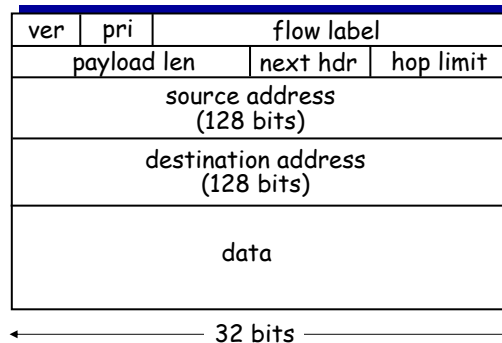 ver pri flow label
payload len next hdr hop limit
source address
(128 bits)
destination address
(128 bits)
data
32 bits